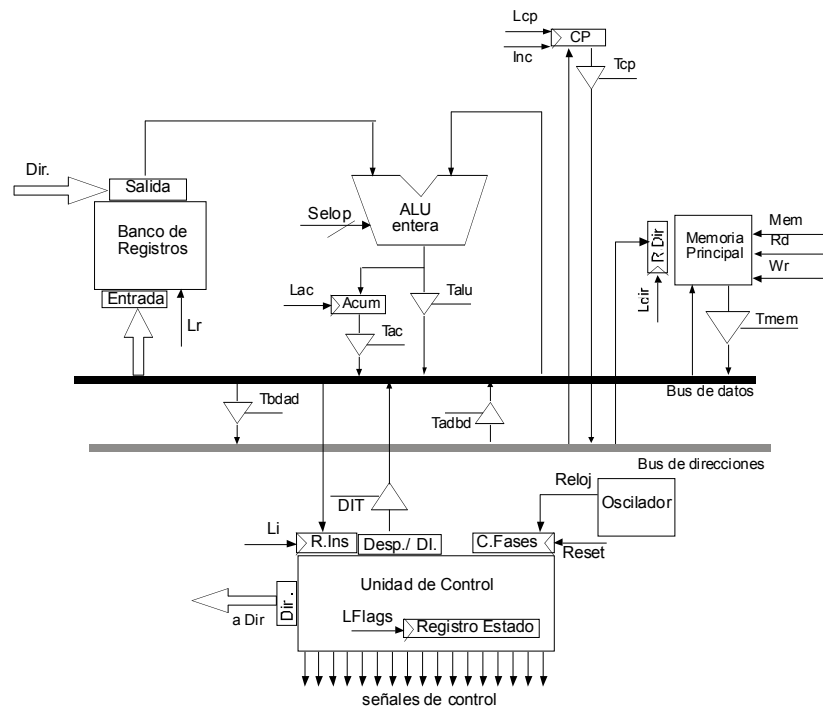 Lcp
CP
Inc
Tcp
Dir.
Salida
Banco de
Registros
Entrada
Lr
Selop
ALU
entera
Lac
Acum
Talu
Tac
R.Dir
Lcir
Memoria
Principal
Mem
Rd
Wr
Tmem
Bus de datos
Tbdad
Tadbd
Bus de direcciones
DIT
Reloj
Oscilador
Li
R.Ins
Desp./ DI.
C.Fases
Reset
Unidad de Control
Dir.
a Dir
LFlags
Registro Estado
señales de control